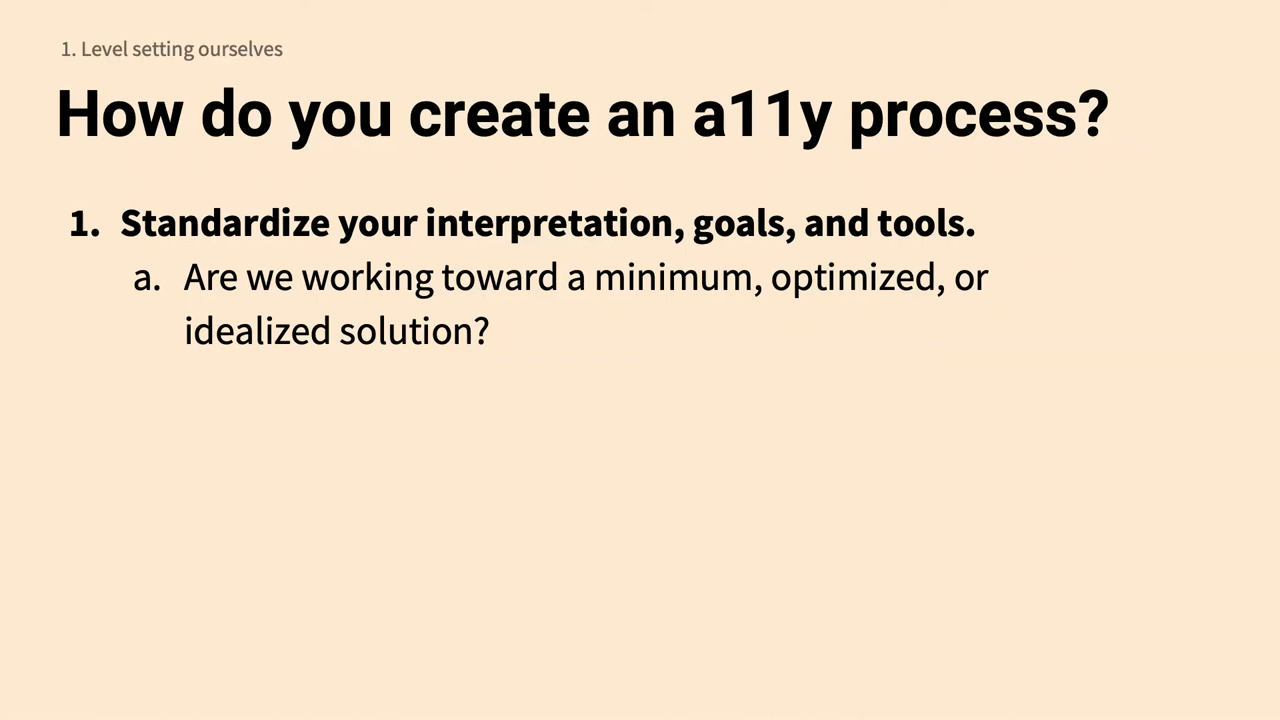 1. Level setting ourselves
How do you create an a11y process?
1. Standardize your interpretation, goals, and tools.
a. Are we working toward a minimum, optimized, or
idealized solution?